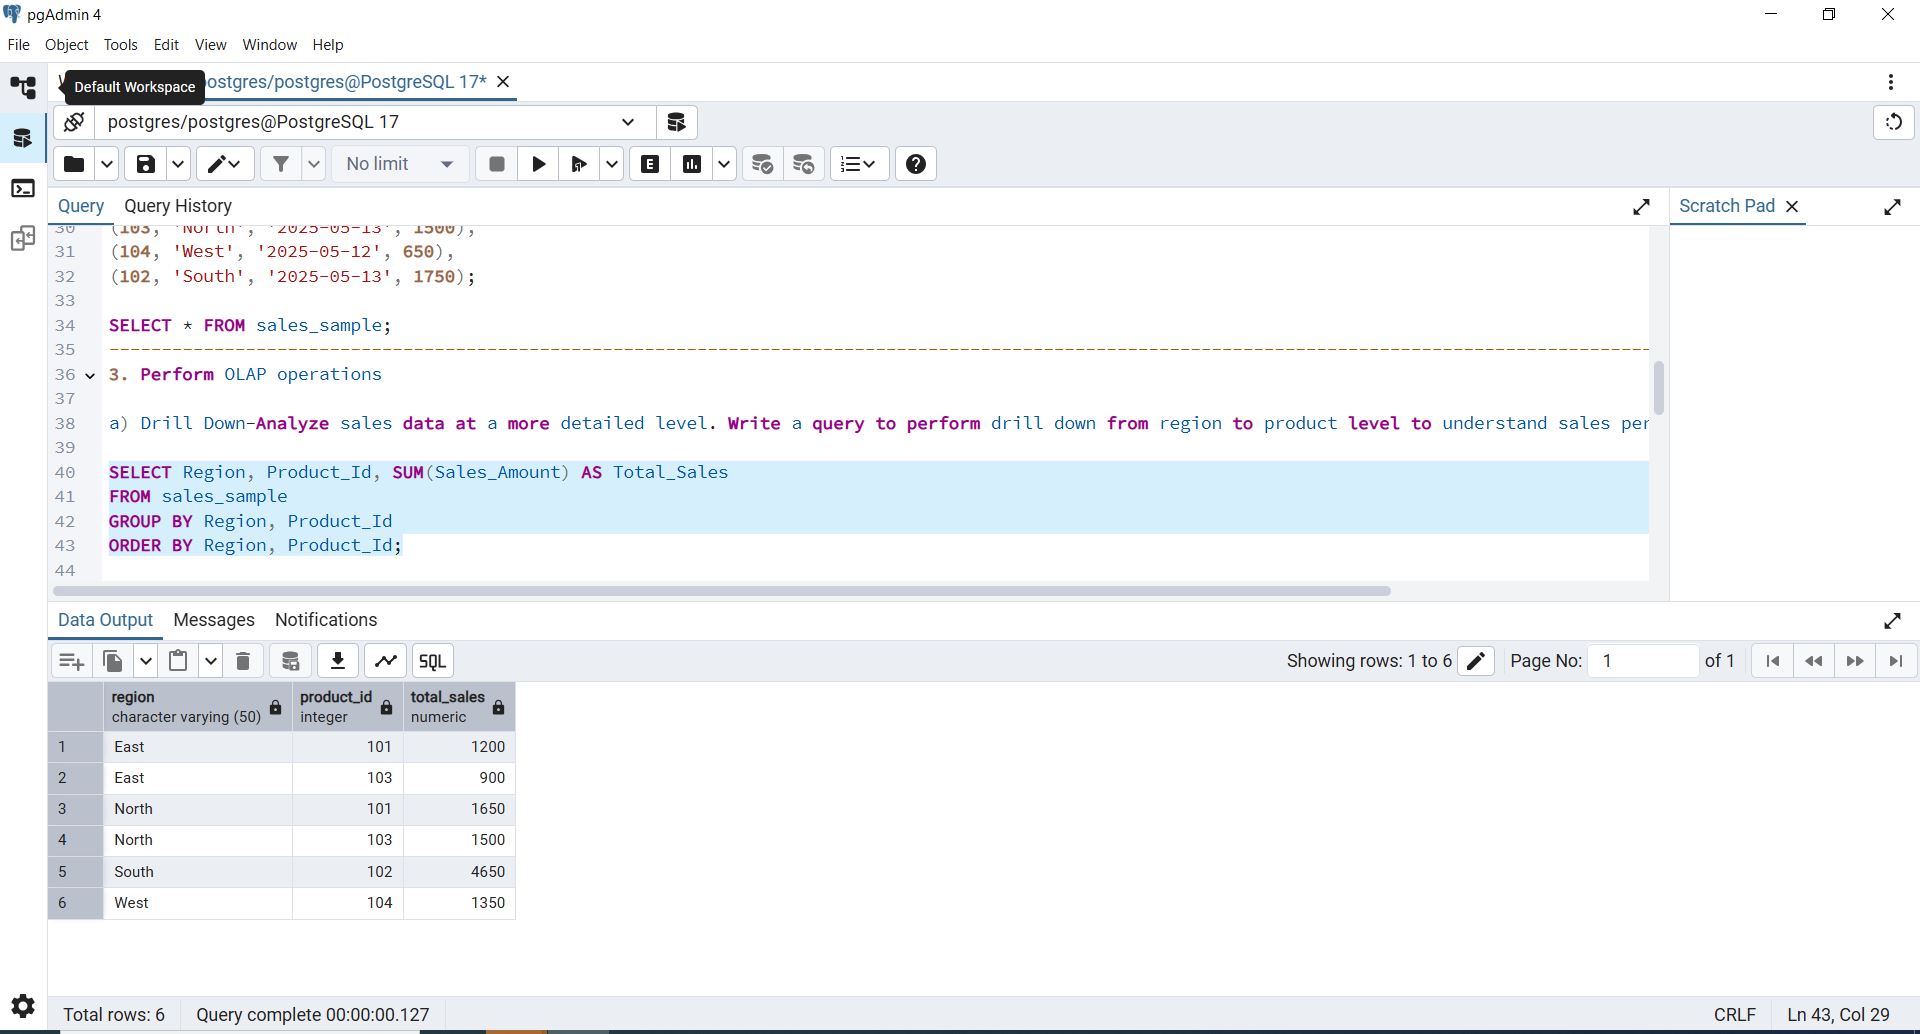 pgAdmin 4
File Object Tools Edit View Window Help
Default Workspace
postgres/postgres@PostgreSQL 17*
postgres/postgres@PostgreSQL 17
No limit
E
Query Query History
Scratch Pad
30 (103, 'North', '2025-05-13', 1500),
31 (104, 'West', '2025-05-12', 650),
32 (102, 'South', '2025-05-13', 1750);
33
34 SELECT * FROM sales_sample;
35 --------------------------------------------------
36 3. Perform OLAP operations
37
38 a) Drill Down-Analyze sales data at a more detailed level. Write a query to perform drill down from region to product level to understand sales per
39
40 SELECT Region, Product_Id, SUM(Sales_Amount) AS Total_Sales
41 FROM sales_sample
42 GROUP BY Region, Product_Id
43 ORDER BY Region, Product_Id;
44
Data Output Messages Notifications
SQL
Showing rows: 1 to 6 Page No: 1 of 1
region product_id total_sales
character varying (50) integer numeric
1 East 101 1200
2 East 103 900
3 North 101 1650
4 North 103 1500
5 South 102 4650
6 West 104 1350
Total rows: 6 Query complete 00:00:00.127 CRLF Ln 43, Col 29